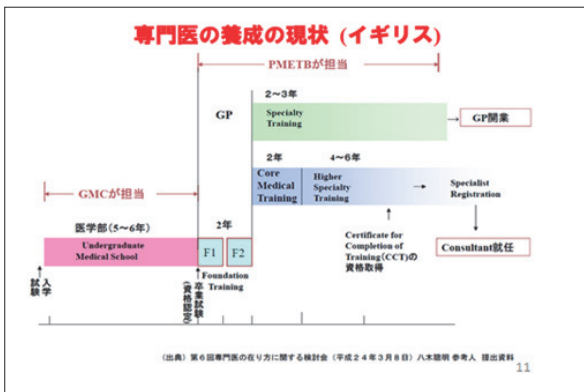 専門医の養成の現状 (イギリス)
PMETBが担当
GP
2～3年
Specialty
Training
GP開業
2年
4～6年
Core
Medical
Training
Higher
Specialty
Training
Specialist
Registration
GMCが担当
医学部(5～6年)
Undergraduate
Medical School
2年
F1
F2
Foundation
Training
Certificate for
Completion of
Training(CCT)の
資格取得
Consultant就任
入学
試験
卒業試験
(資格認定)
(出典) 第6回専門医の在り方に関する検討会 (平成24年3月8日) 八木聰明 参考人 提出資料
11